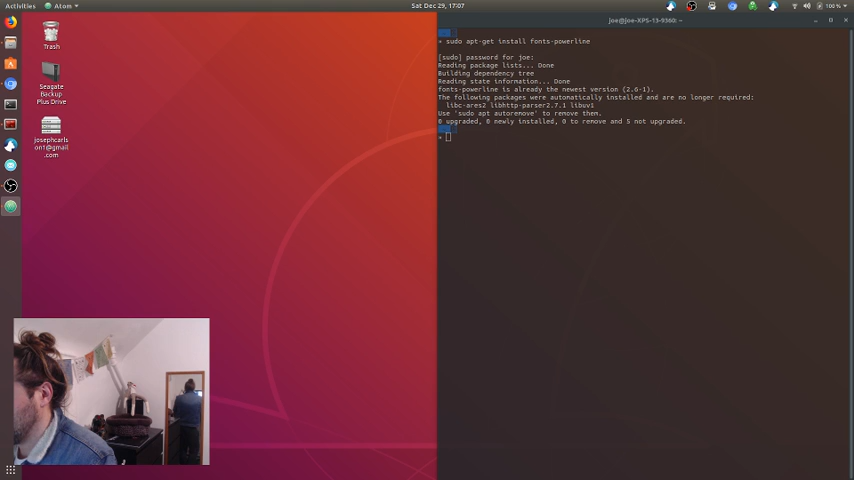 Activities
Atom
Sat Dec 29, 17:07
100 %
joe@joe-XPS-13-9360: ~
Trash
Seagate
Backup
Plus Drive
josephcarls
on1@gmail
.com
sudo apt-get install fonts-powerline
[sudo] password for joe:
Reading package lists... Done
Building dependency tree
Reading state information... Done
fonts-powerline is already the newest version (2.6-1).
The following packages were automatically installed and are no longer required:
libc-ares2 libhttp-parser2.7.1 libuv1
Use 'sudo apt autoremove' to remove them.
0 upgraded, 0 newly installed, 0 to remove and 5 not upgraded.